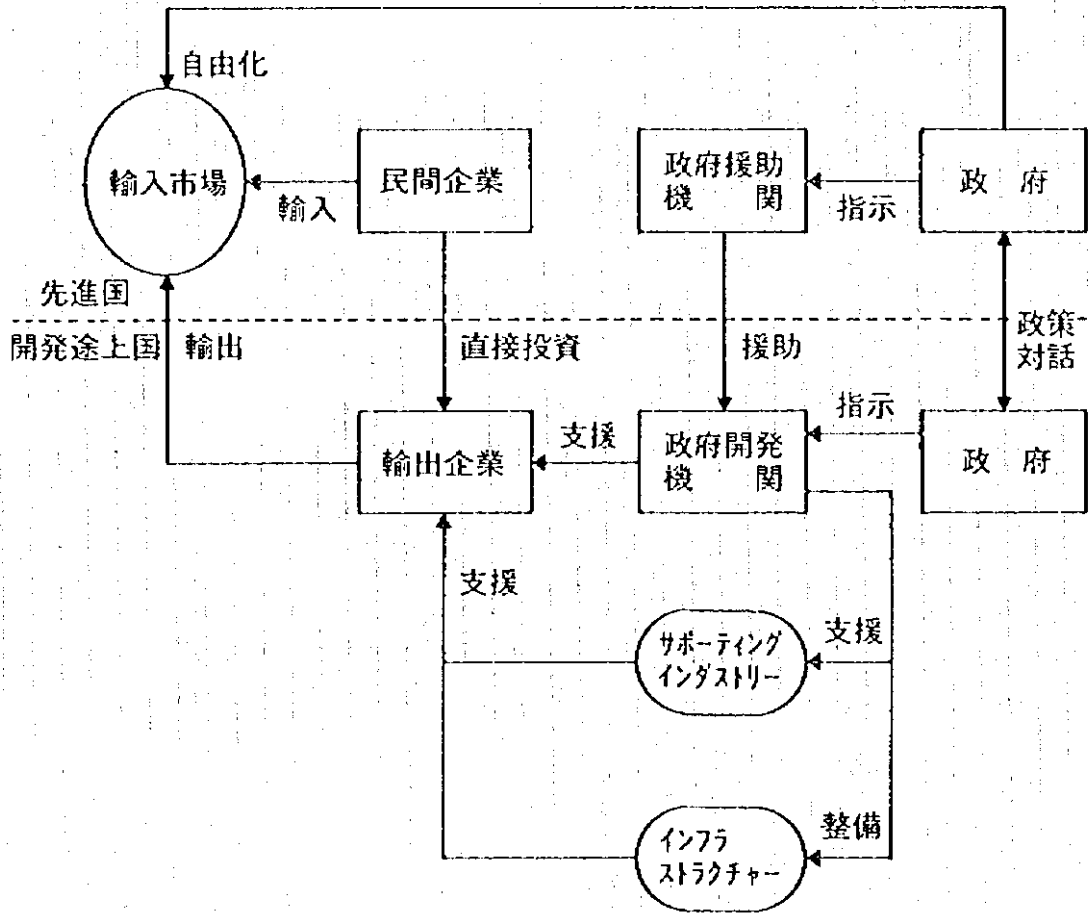 自由化
輸入市場
輸入
民間企業
政府援助
機　関
指示
政　府
先進国
開発途上国
輸出
直接投資
援助
政策
対話
輸出企業
支援
政府開発
機　関
指示
政　府
支援
サポーティング
インダストリー
支援
インフラ
ストラクチャー
整備